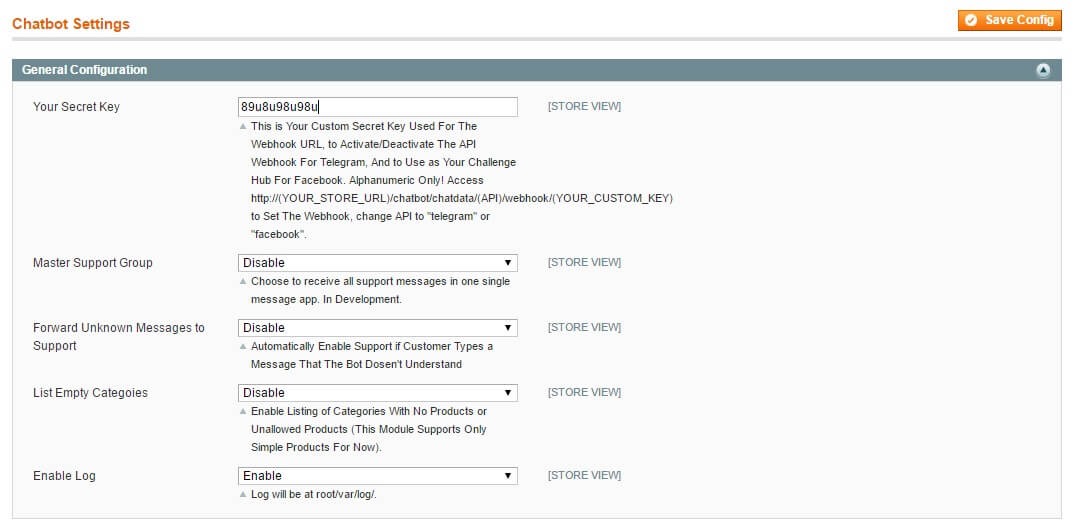 Chatbot Settings
Save Config
General Configuration
Your Secret Key
89u8u98u98u
[STORE VIEW]
This is Your Custom Secret Key Used For The
Webhook URL, to Activate/Deactivate The API
Webhook For Telegram, And to Use as Your Challenge
Hub For Facebook. Alphanumeric Only! Access
http://(YOUR_STORE_URL)/chatbot/chatdata/(API)/webhook/(YOUR_CUSTOM_KEY)
to Set The Webhook, change API to "telegram" or
"facebook".
Master Support Group
Disable
[STORE VIEW]
Choose to receive all support messages in one single
message app. In Development.
Forward Unknown Messages to
Support
Disable
[STORE VIEW]
Automatically Enable Support if Customer Types a
Message That The Bot Dosen't Understand
List Empty Categoies
Disable
[STORE VIEW]
Enable Listing of Categories With No Products or
Unallowed Products (This Module Supports Only
Simple Products For Now).
Enable Log
Enable
[STORE VIEW]
Log will be at root/var/log/.